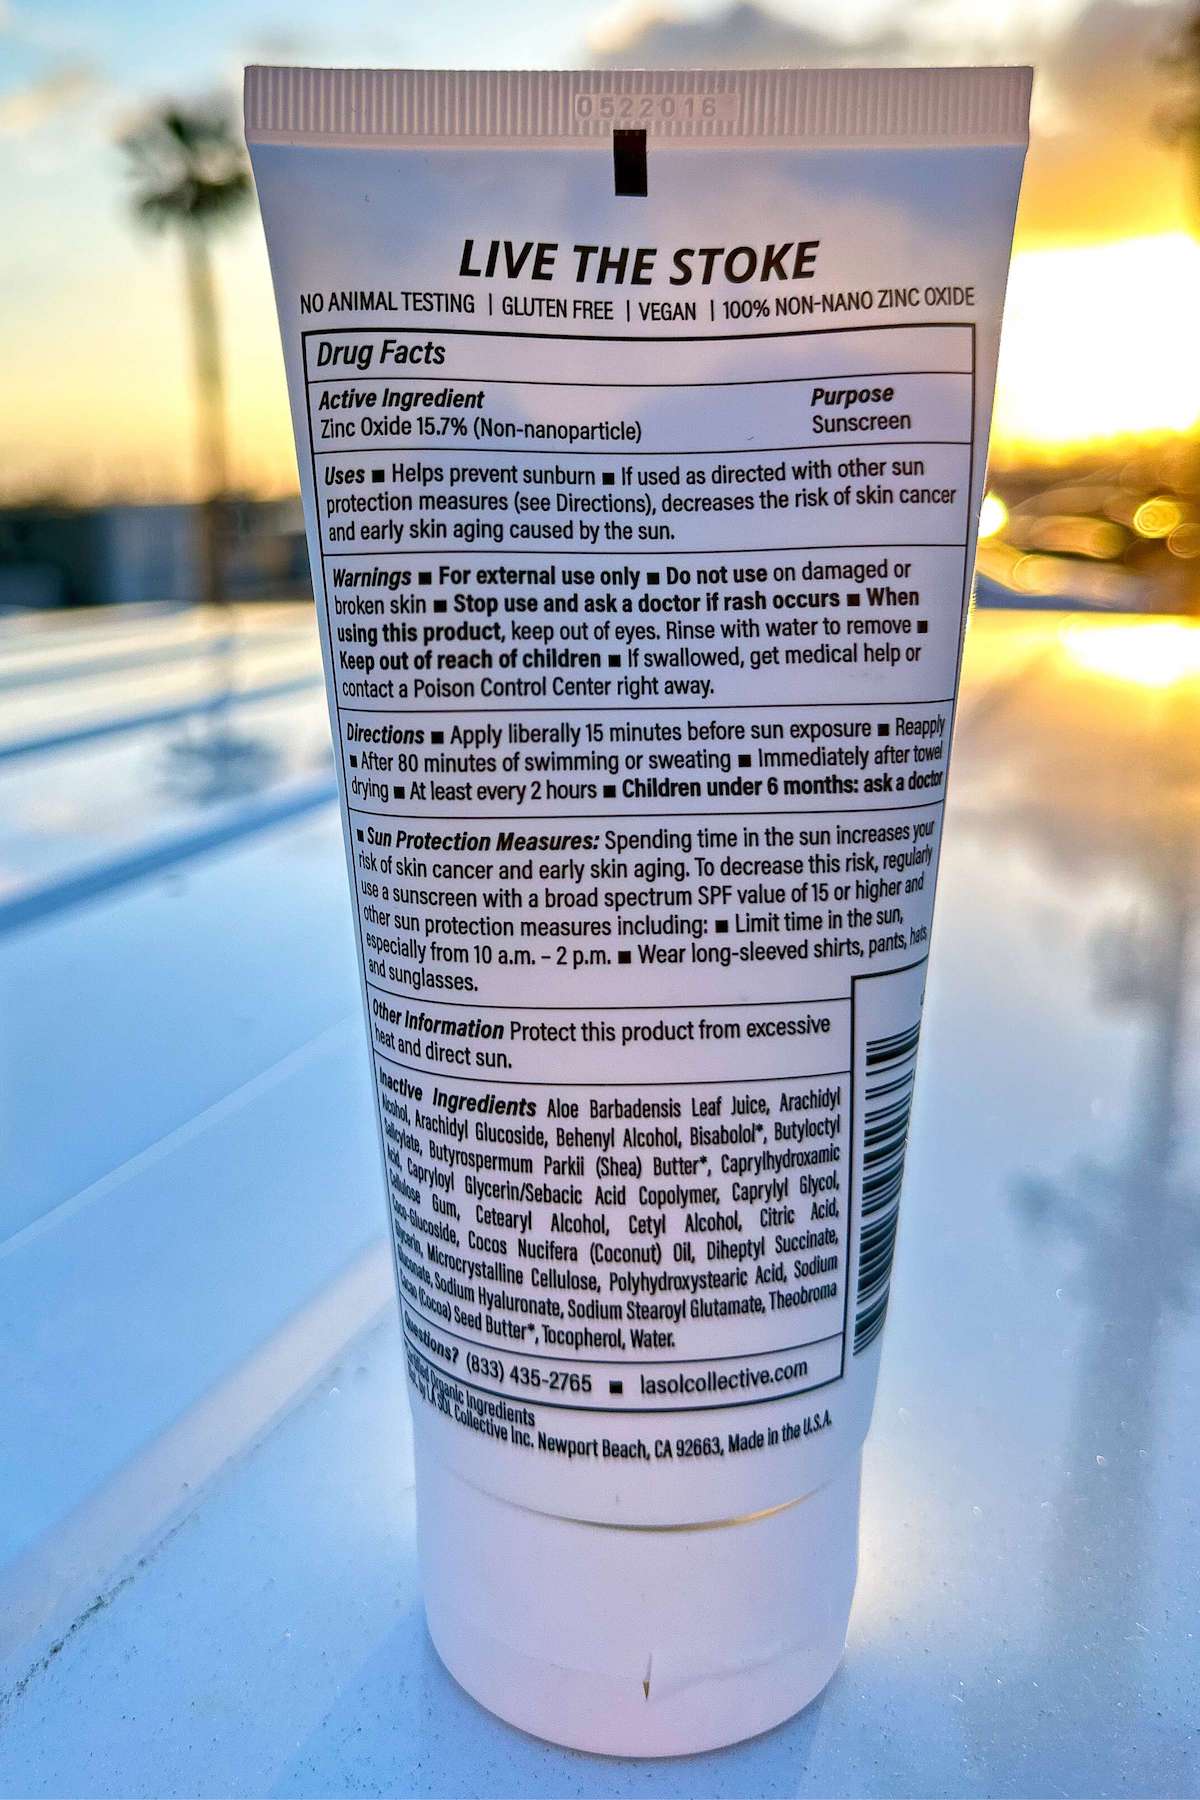 0522016
LIVE THE STOKE
NO ANIMAL TESTING | GLUTEN FREE | VEGAN | 100% NON-NANO ZINC OXIDE
Drug Facts
Active Ingredient Purpose
Zinc Oxide 15.7% (Non-nanoparticle) Sunscreen
Uses ■ Helps prevent sunburn ■ If used as directed with other sun
protection measures (see Directions), decreases the risk of skin cancer
and early skin aging caused by the sun.
Warnings ■ For external use only ■ Do not use on damaged or
broken skin ■ Stop use and ask a doctor if rash occurs ■ When
using this product, keep out of eyes. Rinse with water to remove ■
Keep out of reach of children ■ If swallowed, get medical help or
contact a Poison Control Center right away.
Directions ■ Apply liberally 15 minutes before sun exposure ■ Reapply
■ After 80 minutes of swimming or sweating ■ Immediately after towel
drying ■ At least every 2 hours ■ Children under 6 months: ask a doctor
■ Sun Protection Measures: Spending time in the sun increases your
risk of skin cancer and early skin aging. To decrease this risk, regularly
use a sunscreen with a broad spectrum SPF value of 15 or higher and
other sun protection measures including: ■ Limit time in the sun,
especially from 10 a.m. – 2 p.m. ■ Wear long-sleeved shirts, pants, hats,
and sunglasses.
Other Information Protect this product from excessive
heat and direct sun.
Inactive Ingredients Aloe Barbadensis Leaf Juice, Arachidyl
Alcohol, Arachidyl Glucoside, Behenyl Alcohol, Bisabolol*, Butyloctyl
Salicylate, Butyrospermum Parkii (Shea) Butter*, Caprylhydroxamic
Acid, Capryloyl Glycerin/Sebacic Acid Copolymer, Caprylyl Glycol,
Cellulose Gum, Cetearyl Alcohol, Cetyl Alcohol, Citric Acid,
Coco-Glucoside, Cocos Nucifera (Coconut) Oil, Diheptyl Succinate,
Glycerin, Microcrystalline Cellulose, Polyhydroxystearic Acid, Sodium
Gluconate, Sodium Hyaluronate, Sodium Stearoyl Glutamate, Theobroma
Cacao (Cocoa) Seed Butter*, Tocopherol, Water.
Questions? (833) 435-2765 ■ lasolcollective.com
Certified Organic Ingredients
Dist. by LA SOL Collective Inc. Newport Beach, CA 92663, Made in the U.S.A.